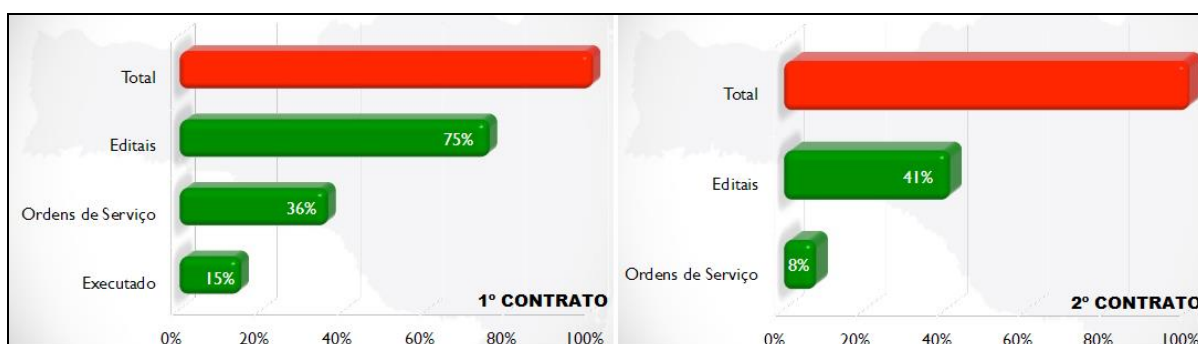 Total
Editais
75%
Ordens de Serviço
36%
Executado
15%
1º CONTRATO
0% 20% 40% 60% 80% 100%
Total
Editais
41%
Ordens de Serviço
8%
2º CONTRATO
0% 20% 40% 60% 80% 100%